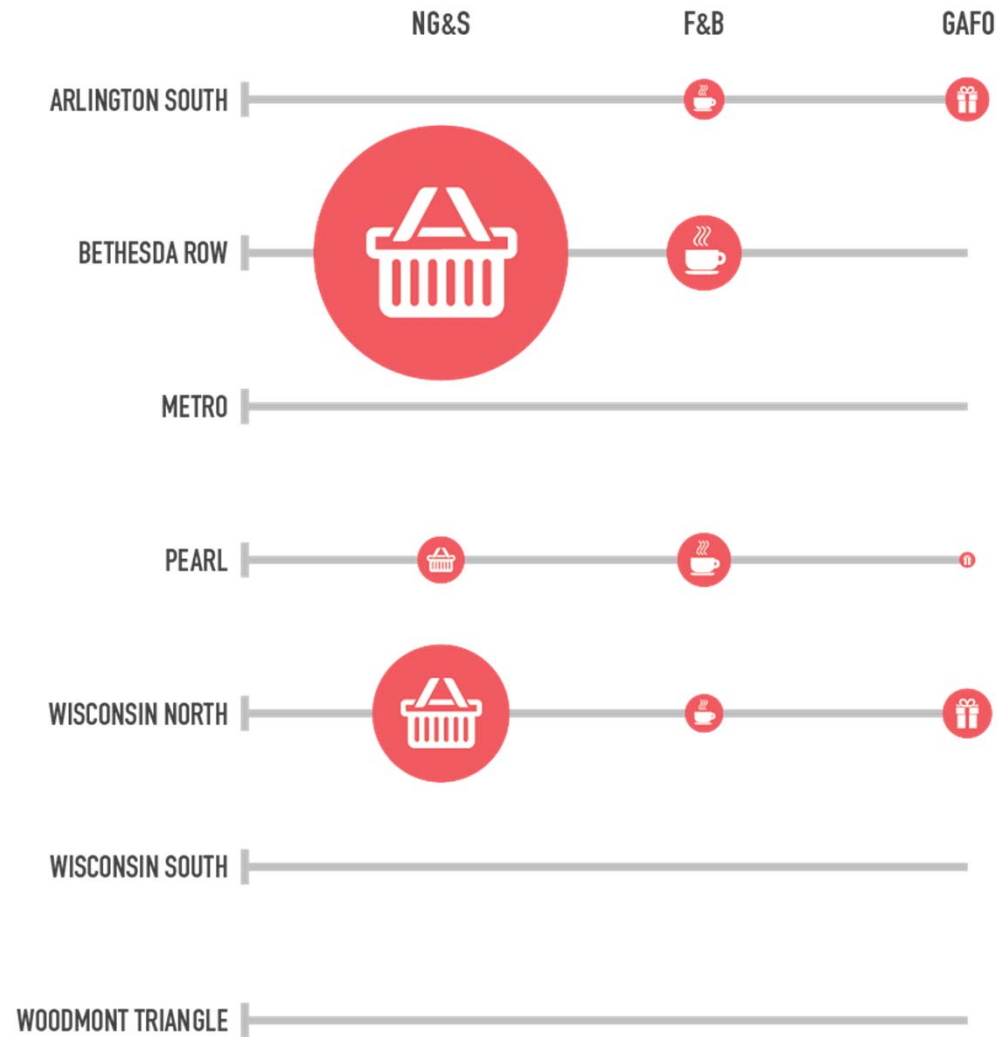 NG&S F&B GAFO
ARLINGTON SOUTH
BETHESDA ROW
METRO
PEARL
WISCONSIN NORTH
WISCONSIN SOUTH
WOODMONT TRIANGLE